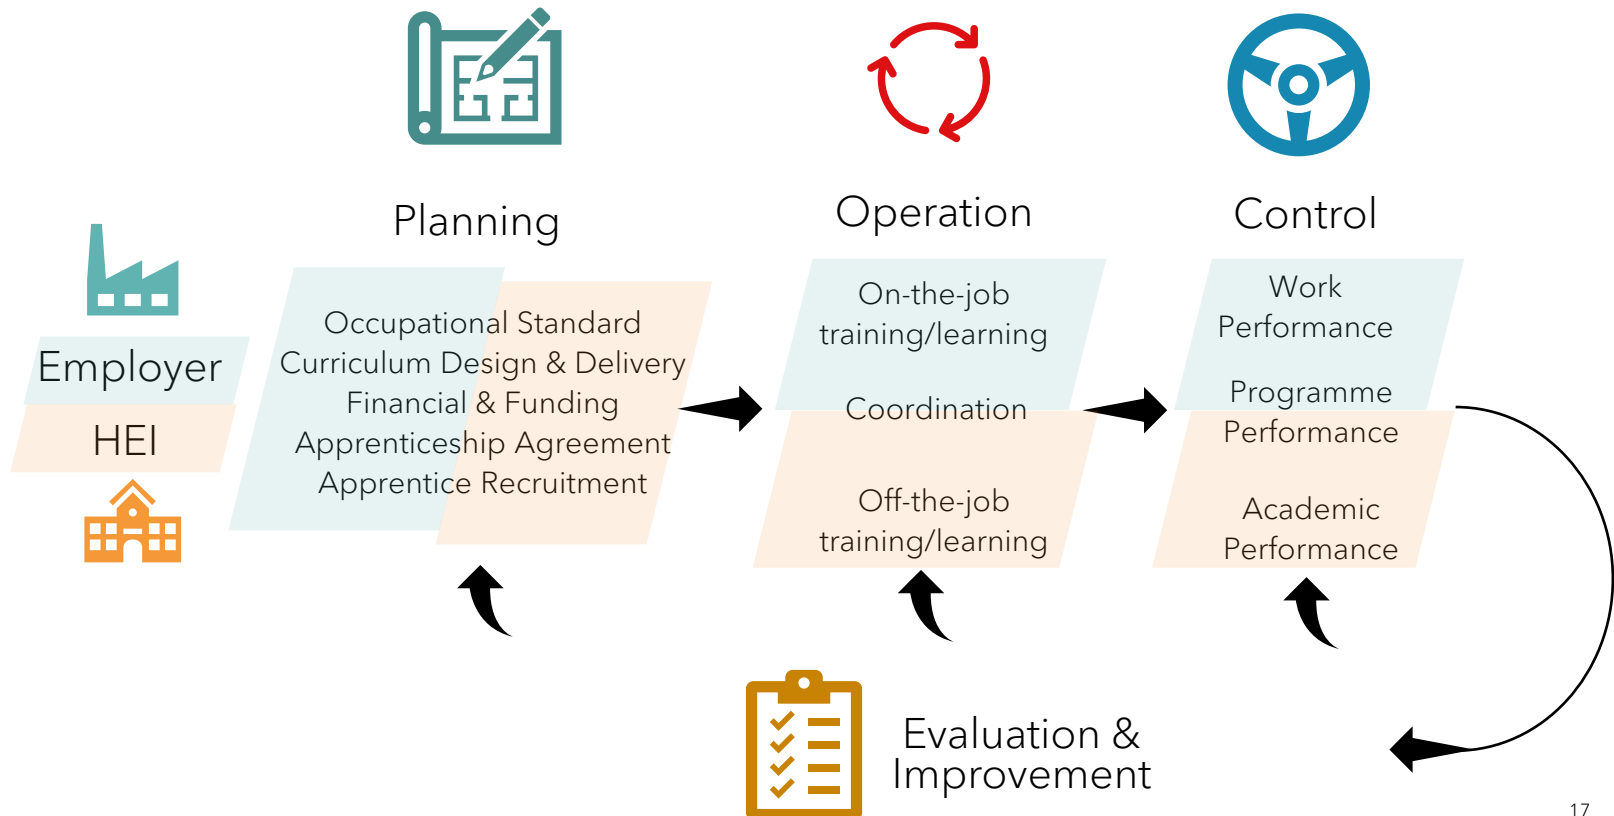 Planning
Operation
Control
Employer
HEI
Occupational Standard
Curriculum Design & Delivery
Financial & Funding
Apprenticeship Agreement
Apprentice Recruitment
On-the-job
training/learning
Coordination
Off-the-job
training/learning
Work
Performance
Programme
Performance
Academic
Performance
Evaluation &
Improvement
17